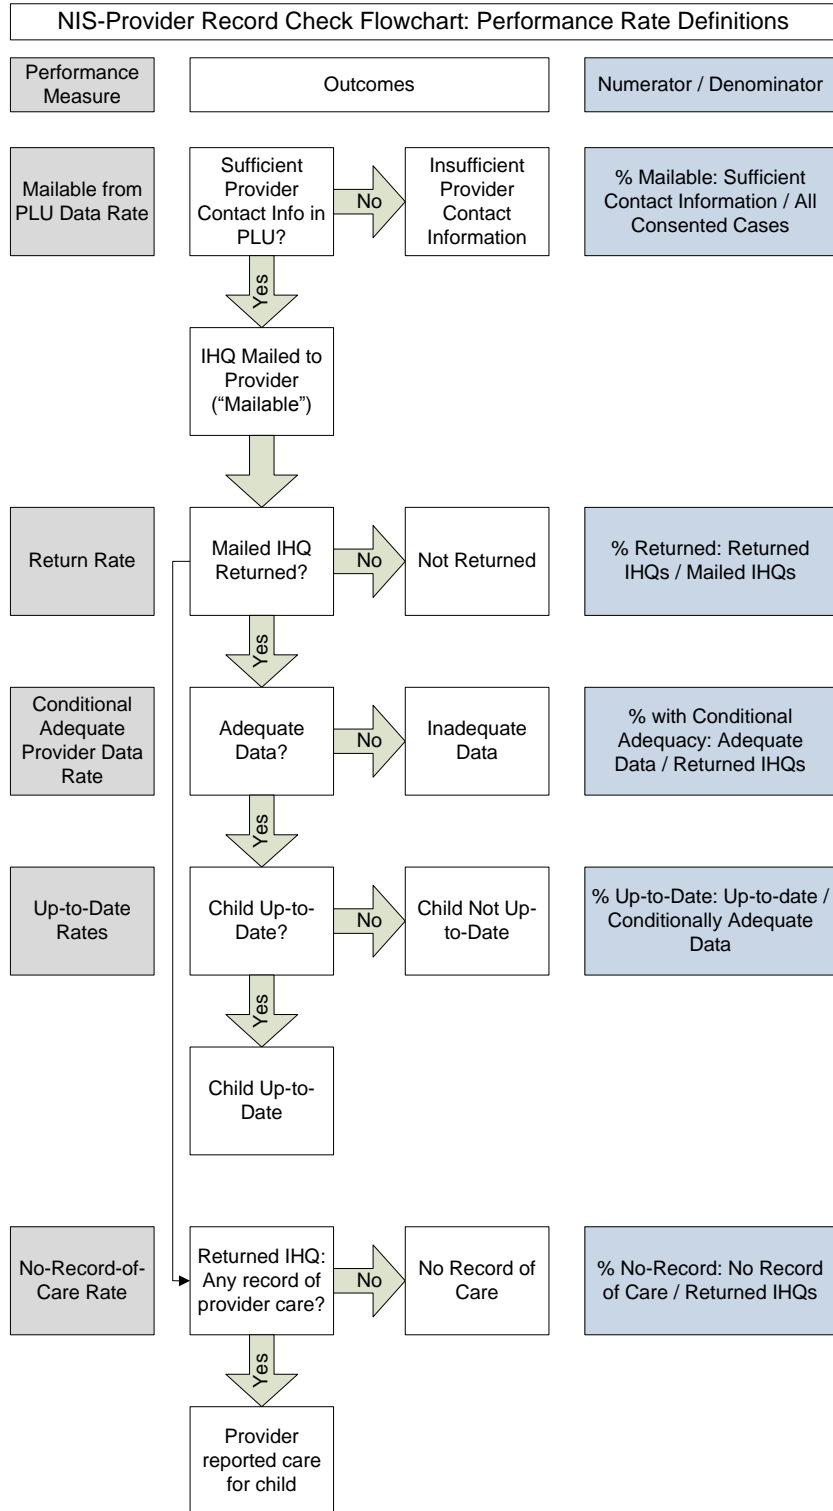 NIS-Provider Record Check Flowchart: Performance Rate Definitions
Performance
Measure
Outcomes
Numerator / Denominator
Mailable from
PLU Data Rate
Sufficient
Provider
Contact Info in
PLU?
No
Insufficient
Provider
Contact
Information
% Mailable: Sufficient
Contact Information / All
Consented Cases
Yes
IHQ Mailed to
Provider
(“Mailable”)
Return Rate
Mailed IHQ
Returned?
No
Not Returned
% Returned: Returned
IHQs / Mailed IHQs
Yes
Conditional
Adequate
Provider Data
Rate
Adequate
Data?
No
Inadequate
Data
% with Conditional
Adequacy: Adequate
Data / Returned IHQs
Yes
Up-to-Date
Rates
Child Up-to-
Date?
No
Child Not Up-
to-Date
% Up-to-Date: Up-to-date /
Conditionally Adequate
Data
Yes
Child Up-to-
Date
No-Record-of-
Care Rate
Returned IHQ:
Any record of
provider care?
No
No Record of
Care
% No-Record: No Record
of Care / Returned IHQs
Yes
Provider
reported care
for child